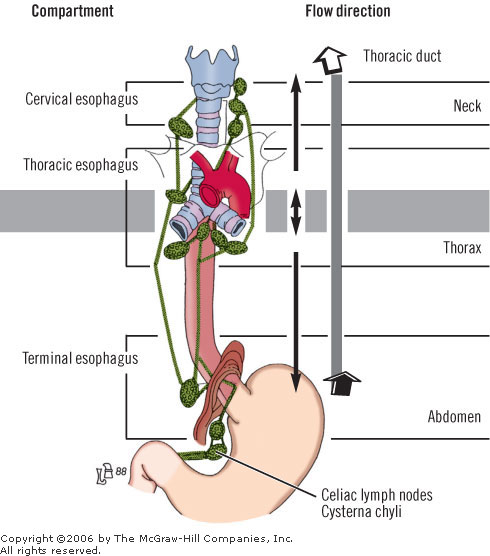 Compartment
Flow direction
Thoracic duct
Cervical esophagus
Neck
Thoracic esophagus
Thorax
Terminal esophagus
Abdomen
88
Celiac lymph nodes
Cysterna chyli
Copyright ©2006 by The McGraw-Hill Companies, Inc.
All rights reserved.